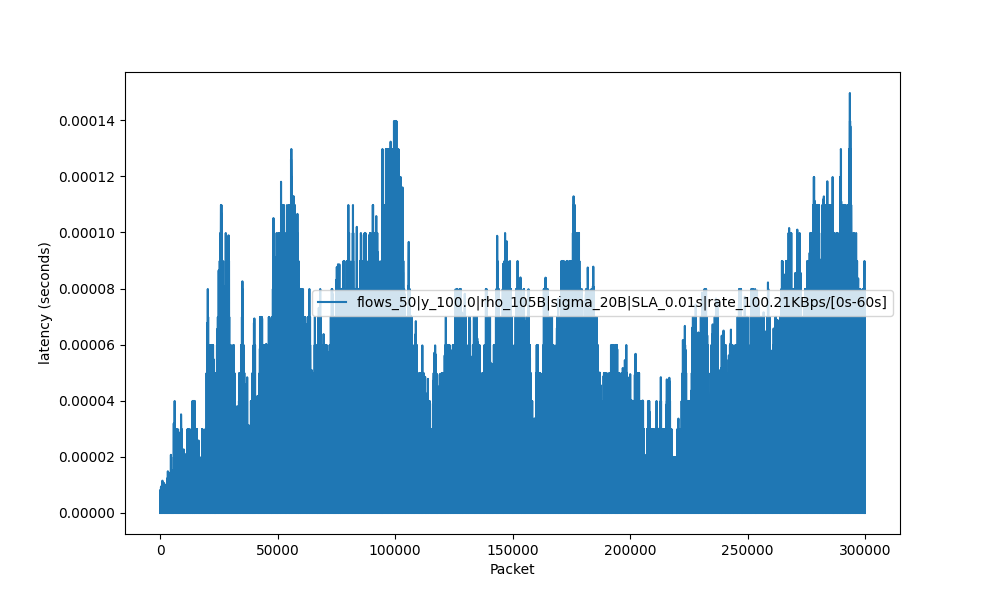 0.00014
0.00012
0.00010
0.00008
0.00006
0.00004
0.00002
0.00000
latency (seconds)
flows_50|y_100.0|rho_105B|sigma_20B|SLA_0.01s|rate_100.21KBps/[0s-60s]
0 50000 100000 150000 200000 250000 300000
Packet